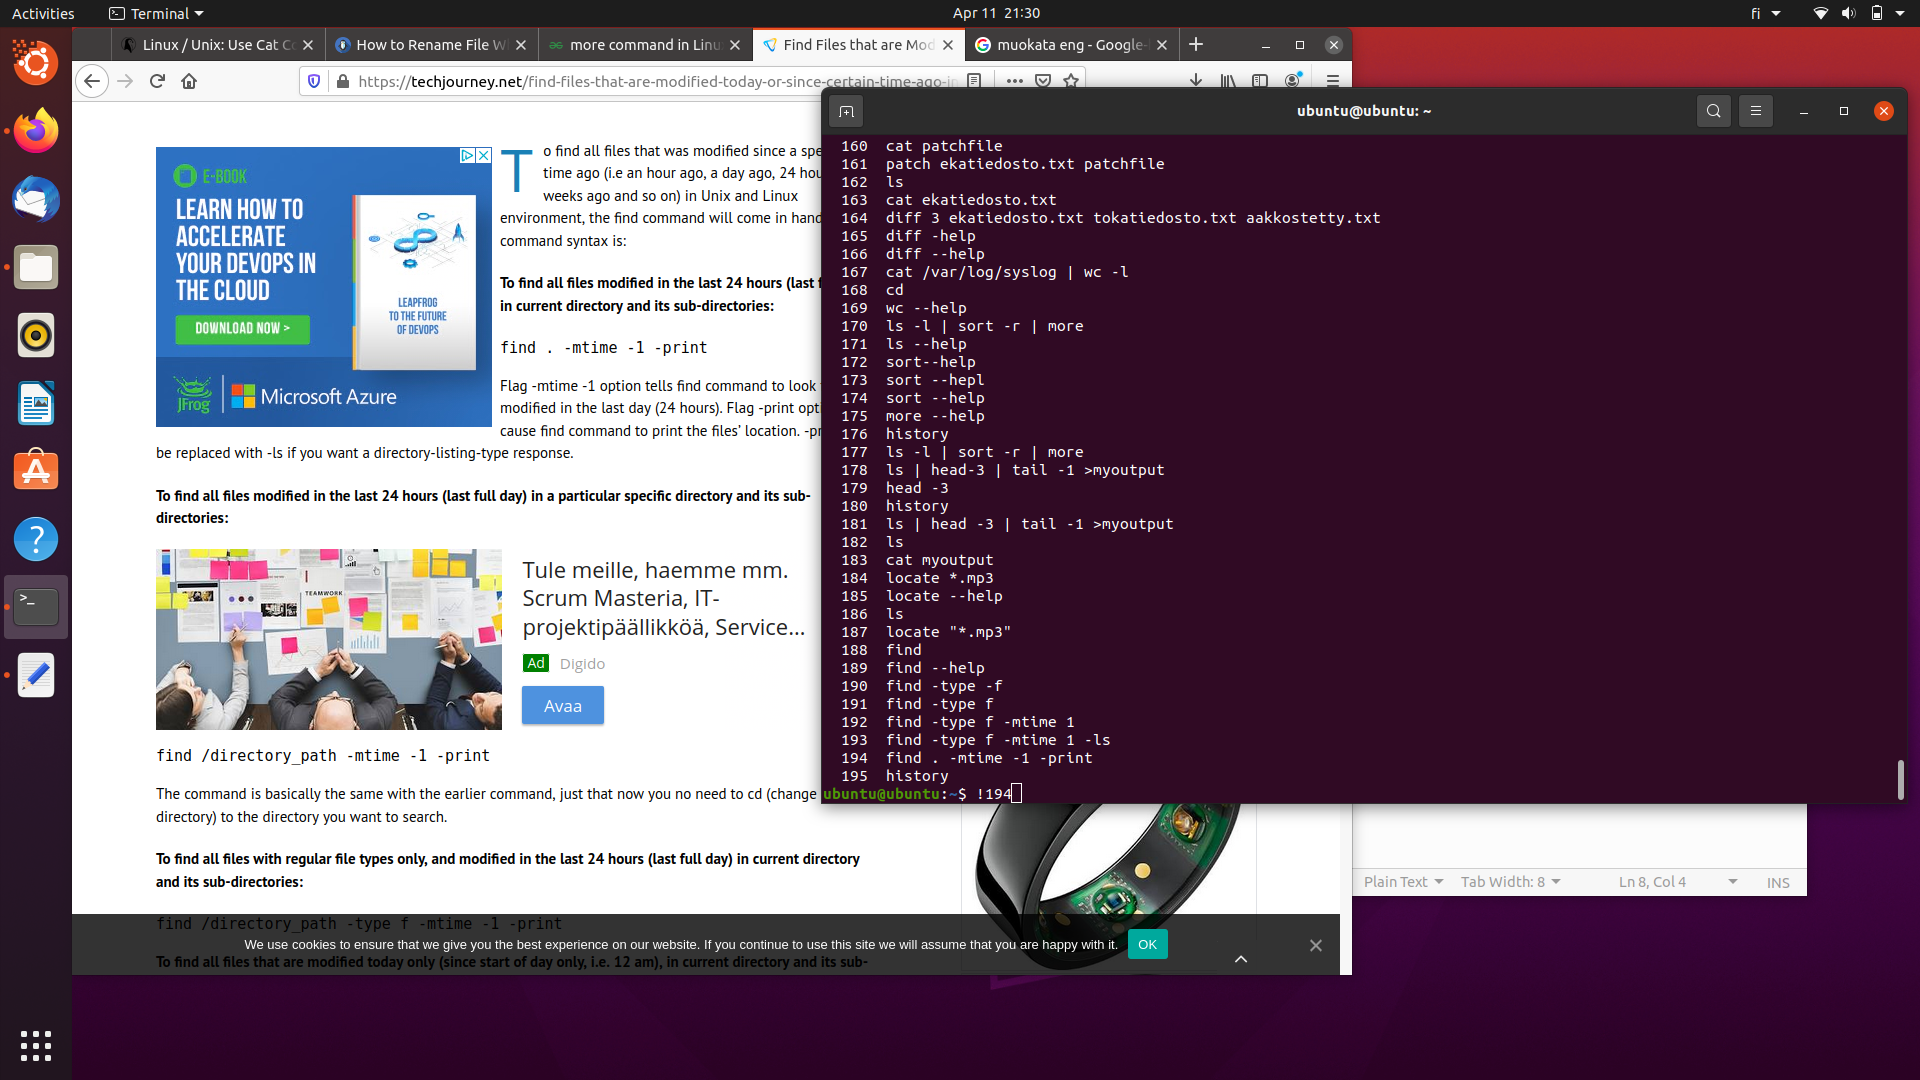 Activities
Terminal
Apr 11 21:30
fi
Linux / Unix: Use Cat Co
How to Rename File W
more command in Linu
Find Files that are Mod
muokata eng - Google-
https://techjourney.net/find-files-that-are-modified-today-or-since-certain-time-ago-in
E-BOOK
LEARN HOW TO
ACCELERATE
YOUR DEVOPS IN
THE CLOUD
DOWNLOAD NOW >
LEAPFROG
TO THE FUTURE
OF DEVOPS
JFrog
Microsoft Azure
To find all files that was modified since a spe
time ago (i.e an hour ago, a day ago, 24 hou
weeks ago and so on) in Unix and Linux
environment, the find command will come in hand
command syntax is:
To find all files modified in the last 24 hours (last f
in current directory and its sub-directories:
find . -mtime -1 -print
Flag -mtime -1 option tells find command to look
modified in the last day (24 hours). Flag -print opti
cause find command to print the files’ location. -pr
be replaced with -ls if you want a directory-listing-type response.
To find all files modified in the last 24 hours (last full day) in a particular specific directory and its sub-
directories:
TEAMWORK
Tule meille, haemme mm.
Scrum Masteria, IT-
projektipäällikköä, Service...
Ad Digido
Avaa
find /directory_path -mtime -1 -print
The command is basically the same with the earlier command, just that now you no need to cd (change
directory) to the directory you want to search.
To find all files with regular file types only, and modified in the last 24 hours (last full day) in current directory
and its sub-directories:
find /directory_path -type f -mtime -1 -print
We use cookies to ensure that we give you the best experience on our website. If you continue to use this site we will assume that you are happy with it.
OK
To find all files that are modified today only (since start of day only, i.e. 12 am), in current directory and its sub-
ubuntu@ubuntu: ~
160 cat patchfile
161 patch ekatiedosto.txt patchfile
162 ls
163 cat ekatiedosto.txt
164 diff 3 ekatiedosto.txt tokatiedosto.txt aakkostetty.txt
165 diff -help
166 diff --help
167 cat /var/log/syslog | wc -l
168 cd
169 wc --help
170 ls -l | sort -r | more
171 ls --help
172 sort--help
173 sort --hepl
174 sort --help
175 more --help
176 history
177 ls -l | sort -r | more
178 ls | head-3 | tail -1 >myoutput
179 head -3
180 history
181 ls | head -3 | tail -1 >myoutput
182 ls
183 cat myoutput
184 locate *.mp3
185 locate --help
186 ls
187 locate "*.mp3"
188 find
189 find --help
190 find -type -f
191 find -type f
192 find -type f -mtime 1
193 find -type f -mtime 1 -ls
194 find . -mtime -1 -print
195 history
ubuntu@ubuntu:~$ !194
Plain Text
Tab Width: 8
Ln 8, Col 4
INS